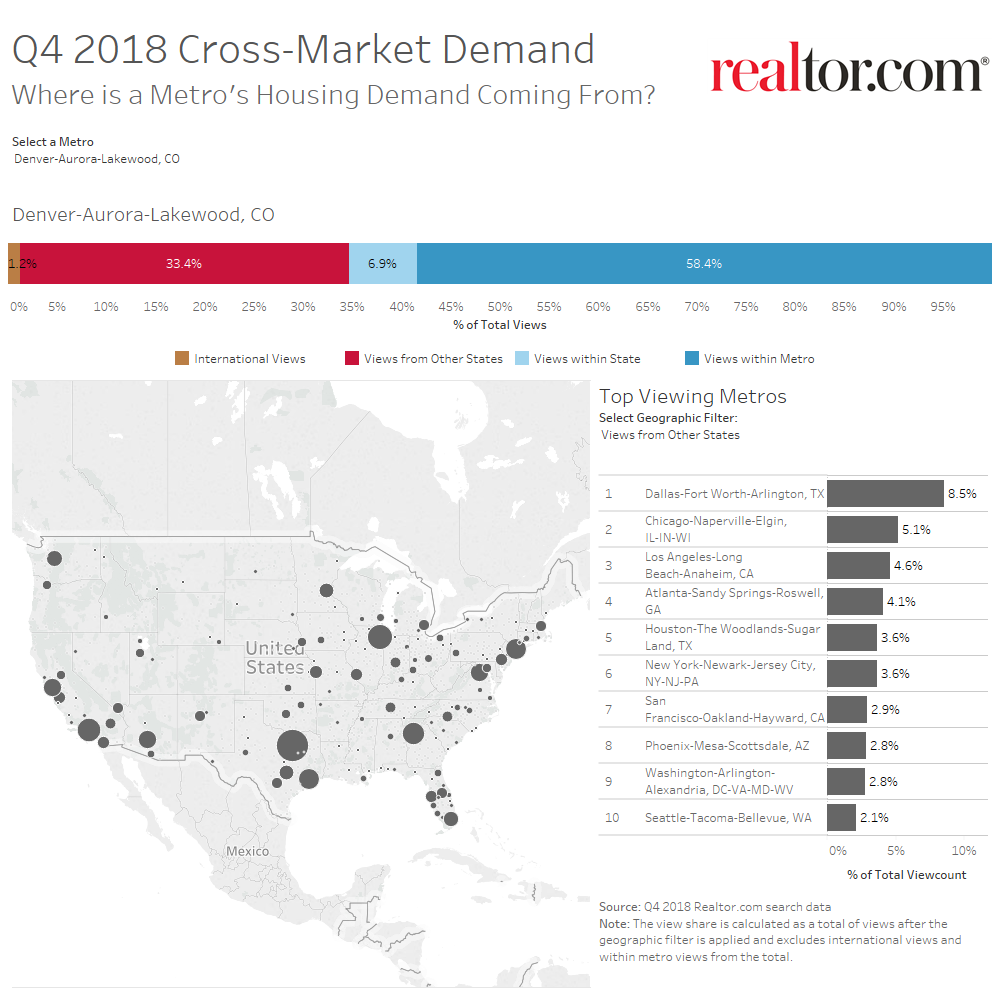 Q4 2018 Cross-Market Demand
Where is a Metro's Housing Demand Coming From?
realtor.com®
Select a Metro
Denver-Aurora-Lakewood, CO
Denver-Aurora-Lakewood, CO
1.2% 33.4% 6.9% 58.4%
0% 5% 10% 15% 20% 25% 30% 35% 40% 45% 50% 55% 60% 65% 70% 75% 80% 85% 90% 95%
% of Total Views
International Views Views from Other States Views within State Views within Metro
United
States
Mexico
Top Viewing Metros
Select Geographic Filter:
Views from Other States
1 Dallas-Fort Worth-Arlington, TX 8.5%
2 Chicago-Naperville-Elgin,
IL-IN-WI 5.1%
3 Los Angeles-Long
Beach-Anaheim, CA 4.6%
4 Atlanta-Sandy Springs-Roswell,
GA 4.1%
5 Houston-The Woodlands-Sugar
Land, TX 3.6%
6 New York-Newark-Jersey City,
NY-NJ-PA 3.6%
7 San
Francisco-Oakland-Hayward, CA 2.9%
8 Phoenix-Mesa-Scottsdale, AZ 2.8%
9 Washington-Arlington-
Alexandria, DC-VA-MD-WV 2.8%
10 Seattle-Tacoma-Bellevue, WA 2.1%
0% 5% 10%
% of Total Viewcount
Source: Q4 2018 Realtor.com search data
Note: The view share is calculated as a total of views after the
geographic filter is applied and excludes international views and
within metro views from the total.